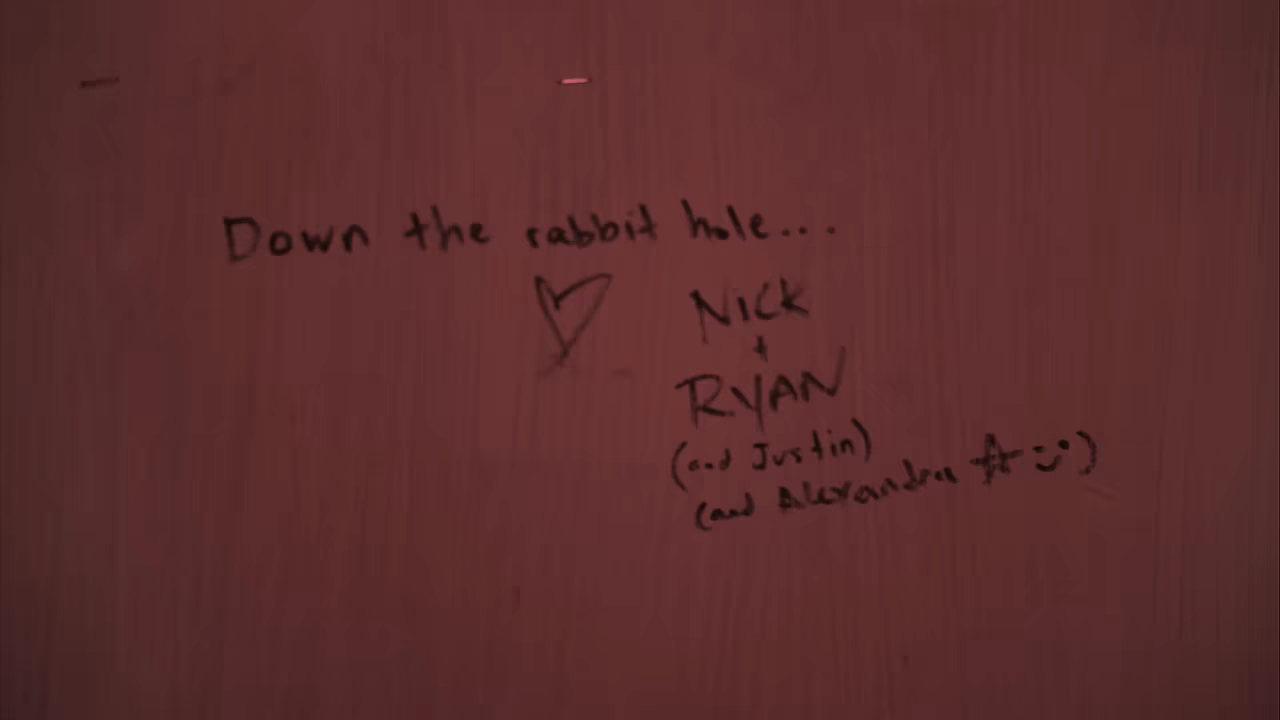 Down the rabbit hole...
♡ NICK
+
RYAN
(and Justin)
(and Alexandra ☆ :))